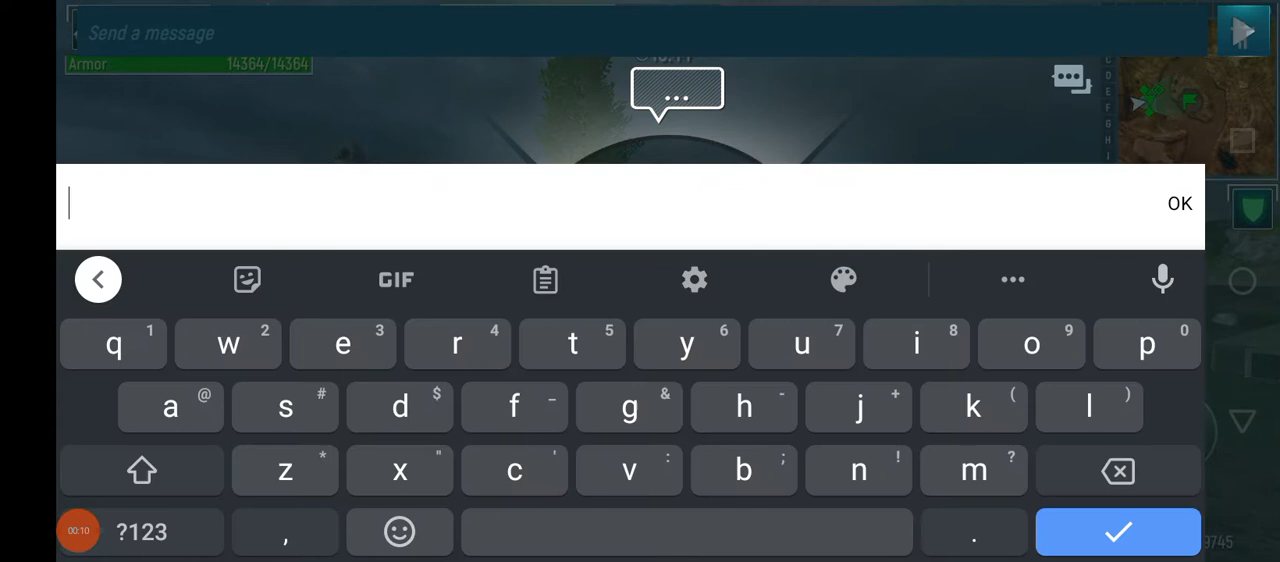 Send a message
Armor 14364/14364
...
C
D
E
F
G
H
I
OK
GIF
q 1 w 2 e 3 r 4 t 5 y 6 u 7 i 8 o 9 p 0
a @ s # d $ f _ g & h - j + k ( l )
z * x " c ' v : b ; n ! m ?
00:10 ?123 , .
9745